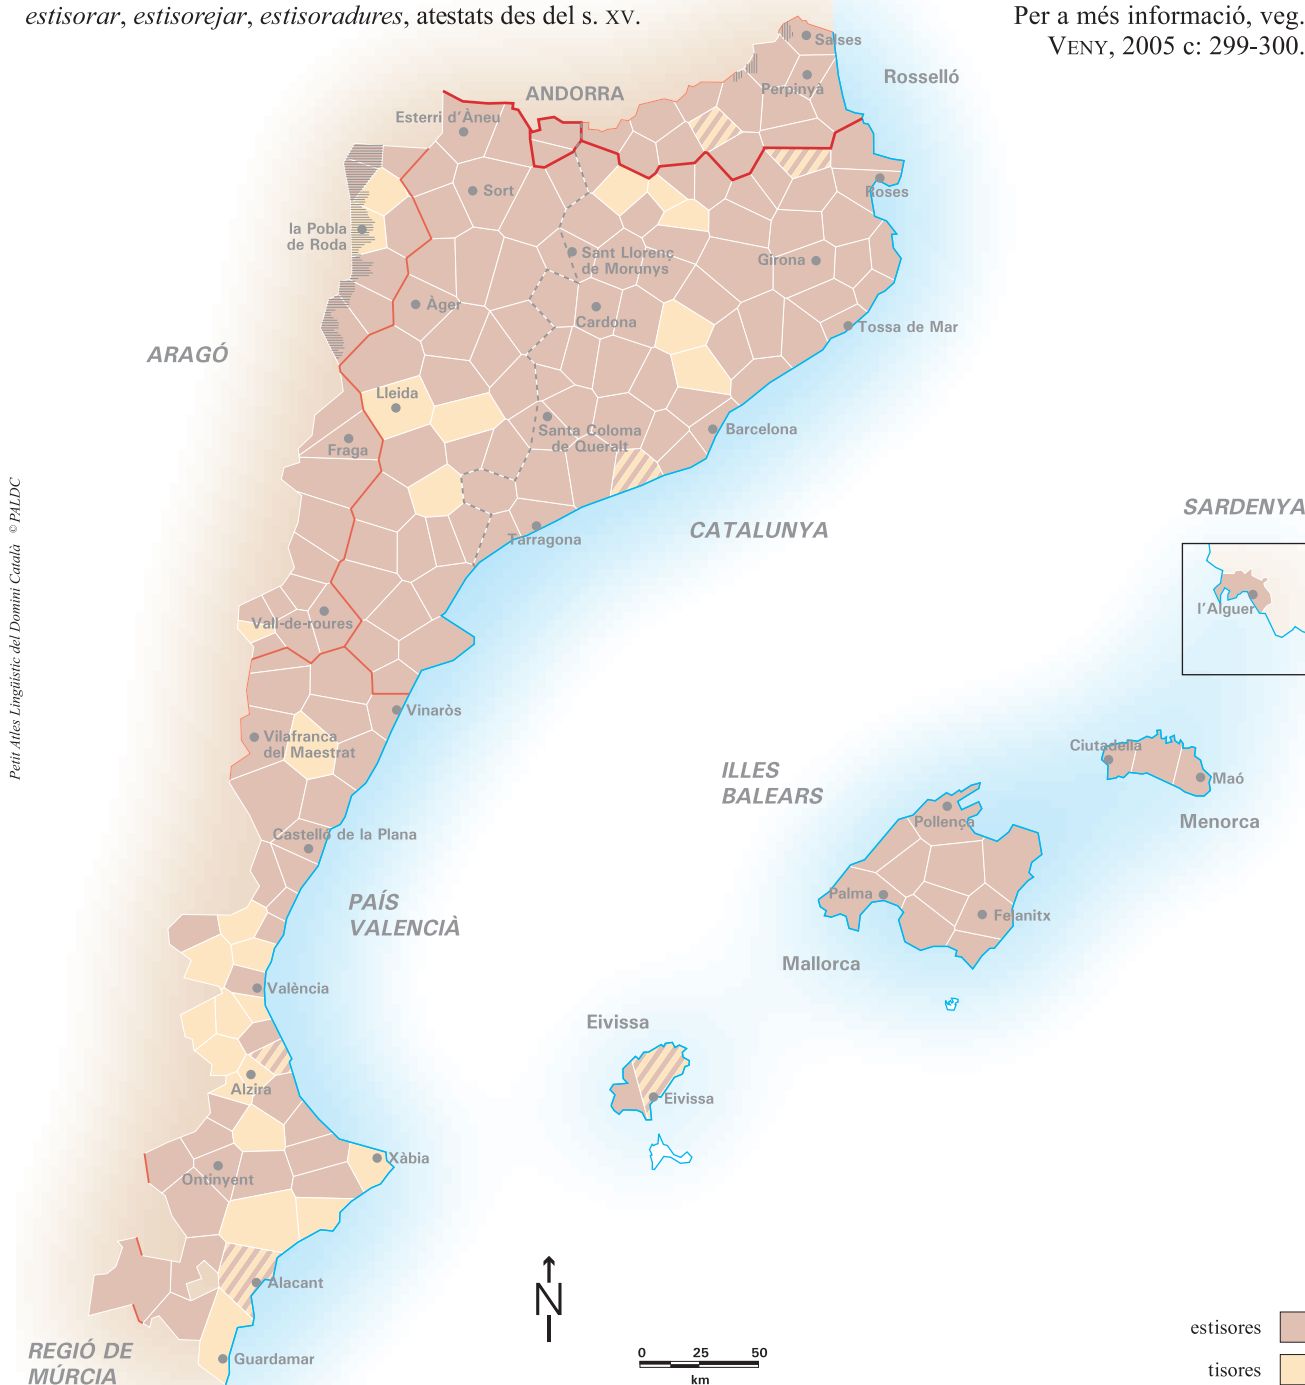 estisorar, estisorejar, estisoradures, atestats des del s. XV.
Per a més informació, veg.
VENY, 2005 c: 299-300.
Salses
Rosselló
Perpinyà
ANDORRA
Esterri d'Àneu
Sort
Roses
la Pobla
de Roda
Sant Llorenç
de Morunys
Girona
Àger
Cardona
Tossa de Mar
ARAGÓ
Lleida
Santa Coloma
de Queralt
Barcelona
Fraga
Petit Atles Lingüístic del Domini Català © PALDC
CATALUNYA
Tarragona
SARDENYA
l'Alguer
Vall-de-roures
Vinaròs
Vilafranca
del Maestrat
Ciutadella
Maó
Menorca
ILLES
BALEARS
Pollença
Castelló de la Plana
PAÍS
VALENCIÀ
Palma
Felanitx
Mallorca
València
Eivissa
Alzira
Eivissa
Xàbia
Ontinyent
Alacant
N
REGIÓ DE
MÚRCIA
Guardamar
0 25 50
km
estisores
tisores